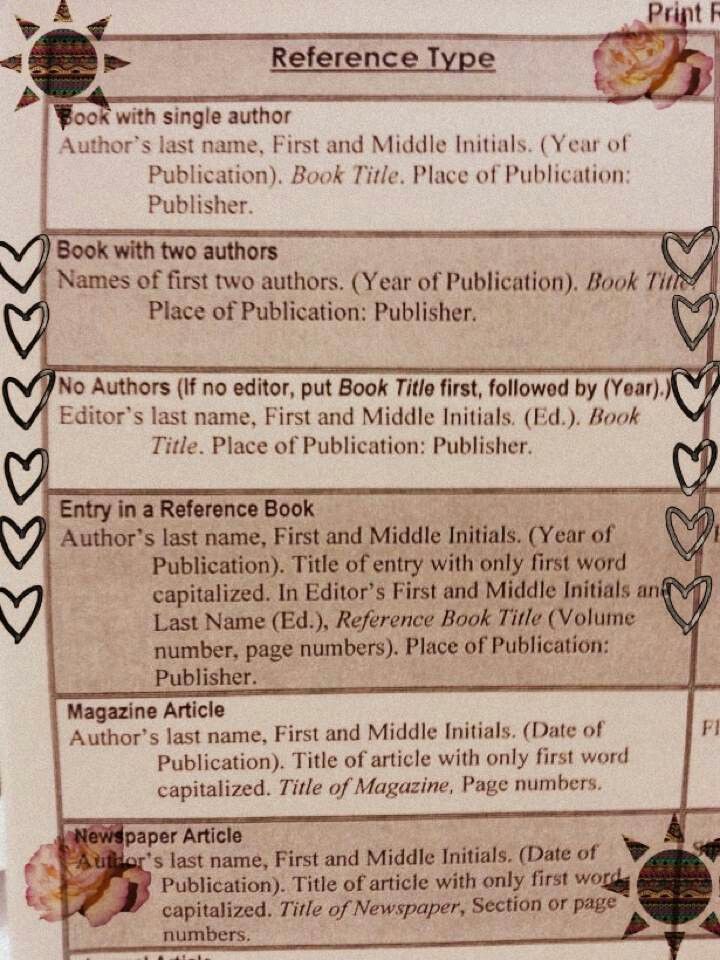 Print R
Reference Type
Book with single author
Author's last name, First and Middle Initials. (Year of
Publication). Book Title. Place of Publication:
Publisher.
Book with two authors
Names of first two authors. (Year of Publication). Book Title.
Place of Publication: Publisher.
No Authors (If no editor, put Book Title first, followed by (Year).)
Editor's last name, First and Middle Initials. (Ed.). Book
Title. Place of Publication: Publisher.
Entry in a Reference Book
Author's last name, First and Middle Initials. (Year of
Publication). Title of entry with only first word
capitalized. In Editor's First and Middle Initials and
Last Name (Ed.), Reference Book Title (Volume
number, page numbers). Place of Publication:
Publisher.
Magazine Article
Author's last name, First and Middle Initials. (Date of
Publication). Title of article with only first word
capitalized. Title of Magazine, Page numbers.
Fl
Newspaper Article
Author's last name, First and Middle Initials. (Date of
Publication). Title of article with only first word
capitalized. Title of Newspaper, Section or page
numbers.
Article